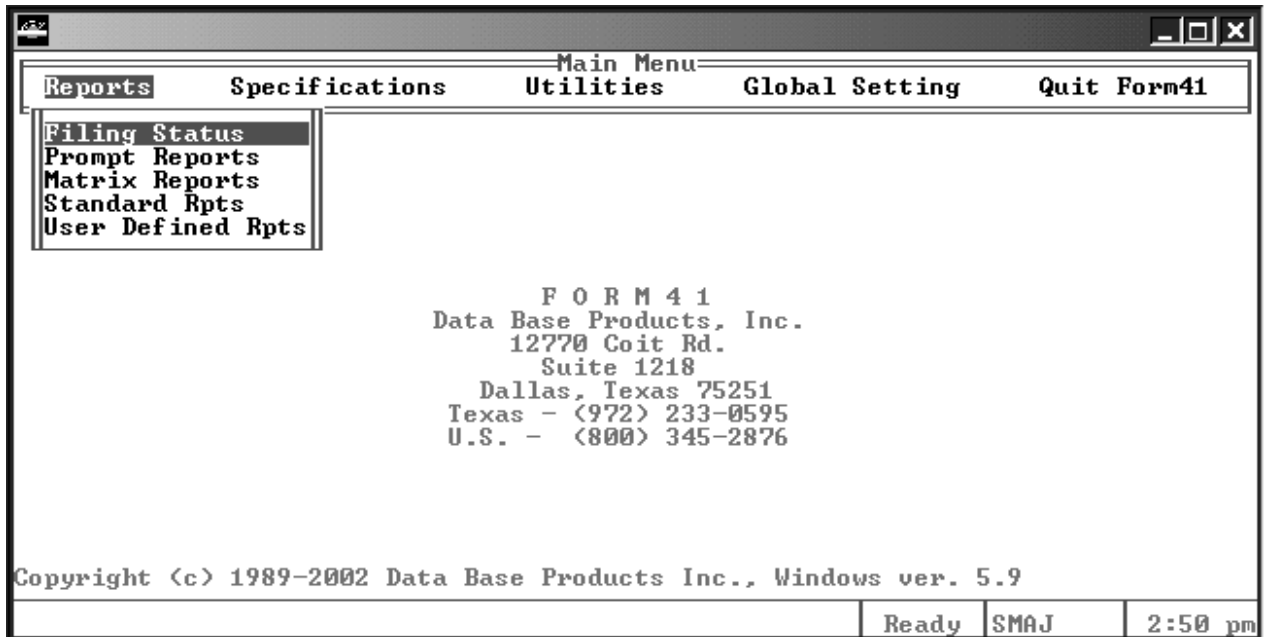 Main Menu
Reports Specifications Utilities Global Setting Quit Form41
Filing Status
Prompt Reports
Matrix Reports
Standard Rpts
User Defined Rpts
F O R M 4 1
Data Base Products, Inc.
12770 Coit Rd.
Suite 1218
Dallas, Texas 75251
Texas - (972) 233-0595
U.S. - (800) 345-2876
Copyright (c) 1989-2002 Data Base Products Inc., Windows ver. 5.9
Ready SMAJ 2:50 pm